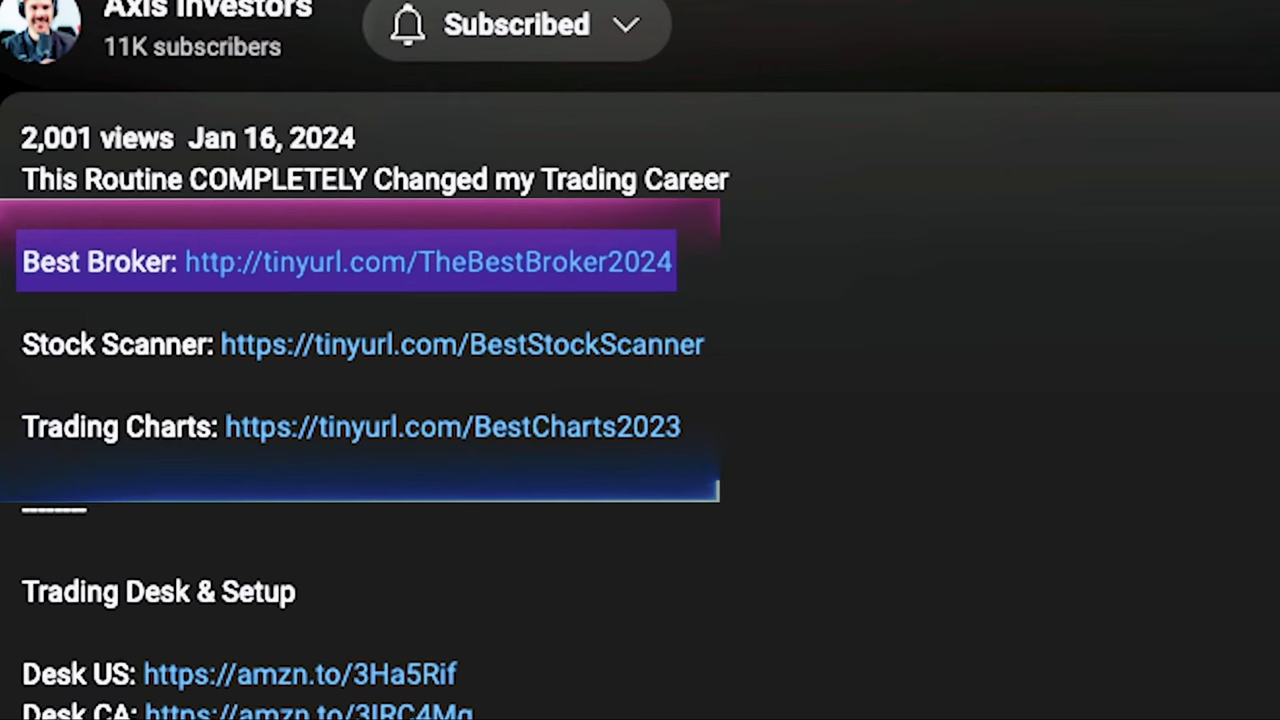 Axis Investors
11K subscribers
Subscribed
2,001 views Jan 16, 2024
This Routine COMPLETELY Changed my Trading Career
Best Broker: http://tinyurl.com/TheBestBroker2024
Stock Scanner: https://tinyurl.com/BestStockScanner
Trading Charts: https://tinyurl.com/BestCharts2023
--------
Trading Desk & Setup
Desk US: https://amzn.to/3Ha5Rif
Desk CA: